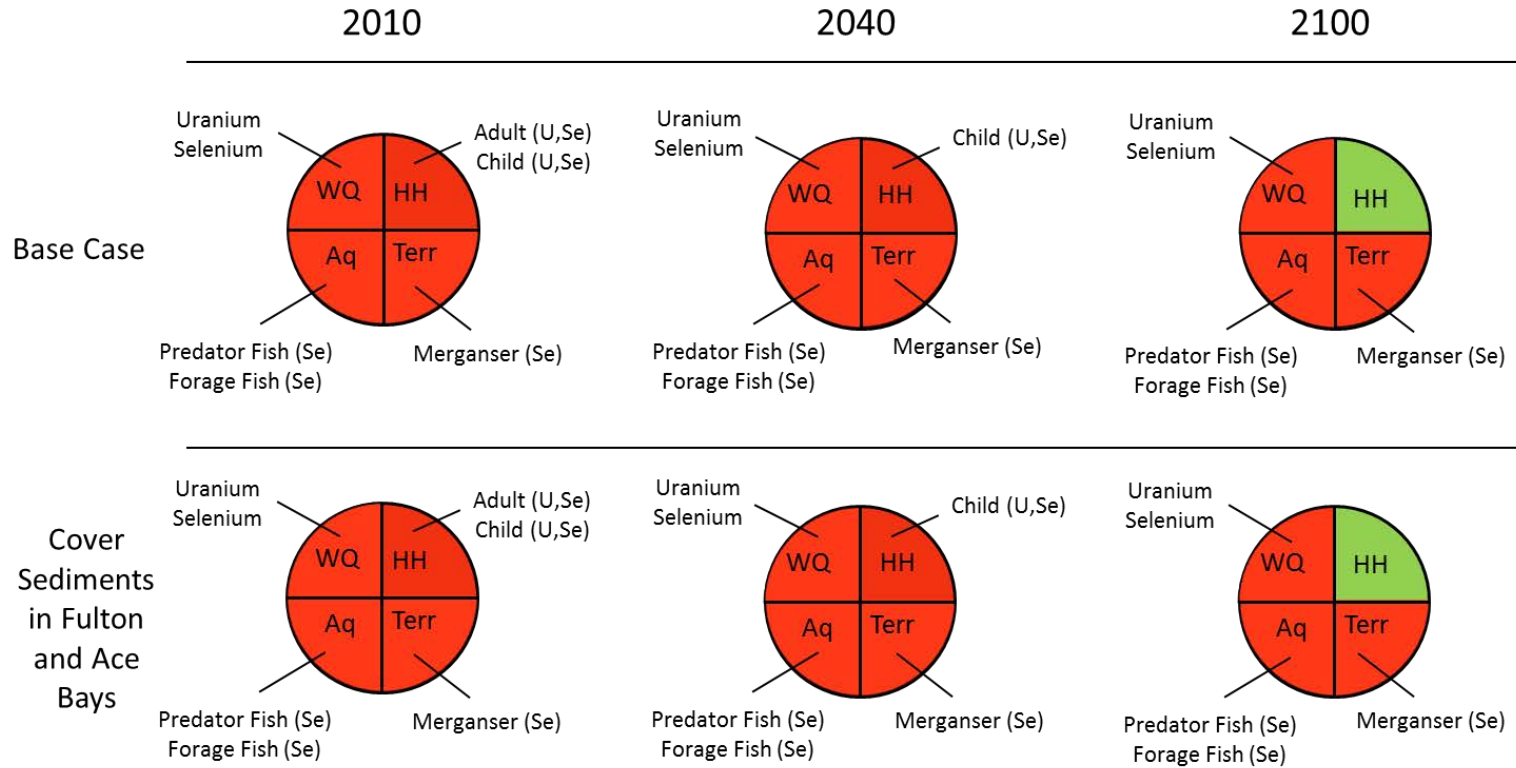 2010
2040
2100
Base Case
Uranium
Selenium
Adult (U,Se)
Child (U,Se)
WQ
HH
Aq
Terr
Predator Fish (Se)
Forage Fish (Se)
Merganser (Se)
Uranium
Selenium
Child (U,Se)
WQ
HH
Aq
Terr
Predator Fish (Se)
Forage Fish (Se)
Merganser (Se)
Uranium
Selenium
WQ
HH
Aq
Terr
Predator Fish (Se)
Forage Fish (Se)
Merganser (Se)
Cover
Sediments
in Fulton
and Ace
Bays
Uranium
Selenium
Adult (U,Se)
Child (U,Se)
WQ
HH
Aq
Terr
Predator Fish (Se)
Forage Fish (Se)
Merganser (Se)
Uranium
Selenium
Child (U,Se)
WQ
HH
Aq
Terr
Predator Fish (Se)
Forage Fish (Se)
Merganser (Se)
Uranium
Selenium
WQ
HH
Aq
Terr
Predator Fish (Se)
Forage Fish (Se)
Merganser (Se)